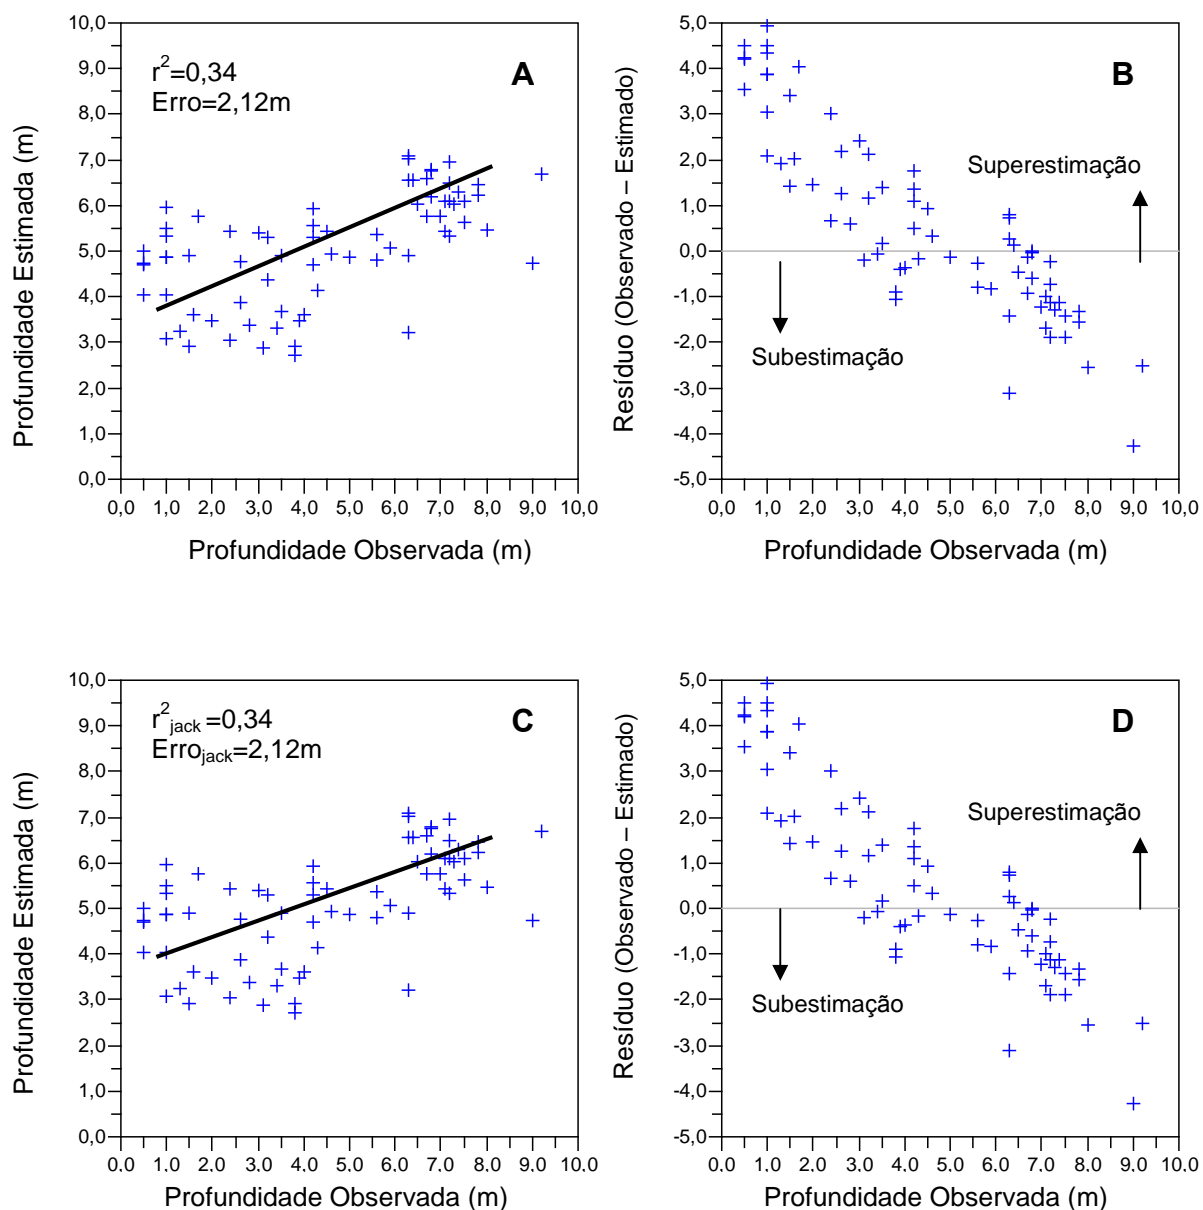 10,0
9,0
8,0
7,0
6,0
5,0
4,0
3,0
2,0
1,0
0,0
r²=0,34
Erro=2,12m
A
Profundidade Estimada (m)
0,0 1,0 2,0 3,0 4,0 5,0 6,0 7,0 8,0 9,0 10,0
Profundidade Observada (m)
5,0
4,0
3,0
2,0
1,0
0,0
-1,0
-2,0
-3,0
-4,0
-5,0
B
Superestimação
Subestimação
Resíduo (Observado – Estimado)
0,0 1,0 2,0 3,0 4,0 5,0 6,0 7,0 8,0 9,0 10,0
Profundidade Observada (m)
10,0
9,0
8,0
7,0
6,0
5,0
4,0
3,0
2,0
1,0
0,0
r²jack =0,34
Errojack=2,12m
C
Profundidade Estimada (m)
0,0 1,0 2,0 3,0 4,0 5,0 6,0 7,0 8,0 9,0 10,0
Profundidade Observada (m)
5,0
4,0
3,0
2,0
1,0
0,0
-1,0
-2,0
-3,0
-4,0
-5,0
D
Superestimação
Subestimação
Resíduo (Observado – Estimado)
0,0 1,0 2,0 3,0 4,0 5,0 6,0 7,0 8,0 9,0 10,0
Profundidade Observada (m)